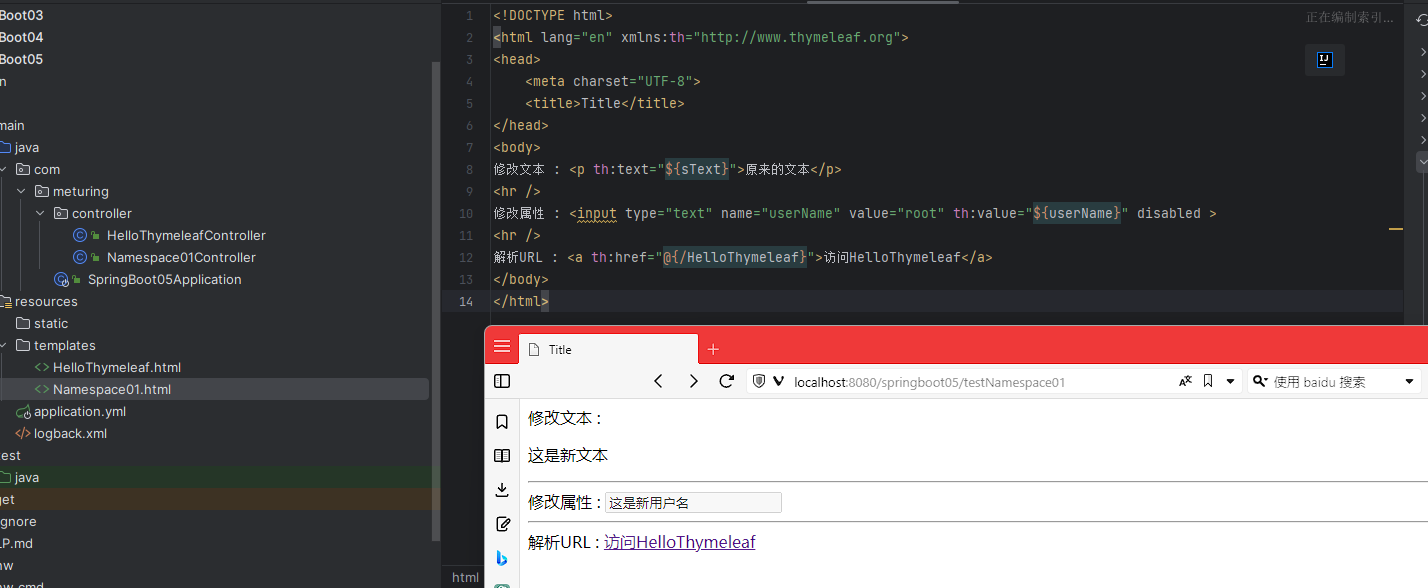 Boot03
Boot04
Boot05
n
main
java
com
meturing
controller
HelloThymeleafController
Namespace01Controller
SpringBoot05Application
resources
static
templates
HelloThymeleaf.html
Namespace01.html
application.yml
logback.xml
est
java
get
gnore
LP.md
nw
nw.cmd
正在编制索引...
1 <!DOCTYPE html>
2 <html lang="en" xmlns:th="http://www.thymeleaf.org">
3 <head>
4 <meta charset="UTF-8">
5 <title>Title</title>
6 </head>
7 <body>
8 修改文本 : <p th:text="${sText}">原来的文本</p>
9 <hr />
10 修改属性 : <input type="text" name="userName" value="root" th:value="${userName}" disabled >
11 <hr />
12 解析URL : <a th:href="@{/HelloThymeleaf}">访问HelloThymeleaf</a>
13 </body>
14 </html>
IJ
html
Title
localhost:8080/springboot05/testNamespace01
使用 baidu 搜索
修改文本 :
这是新文本
修改属性 : 这是新用户名
解析URL : 访问HelloThymeleaf